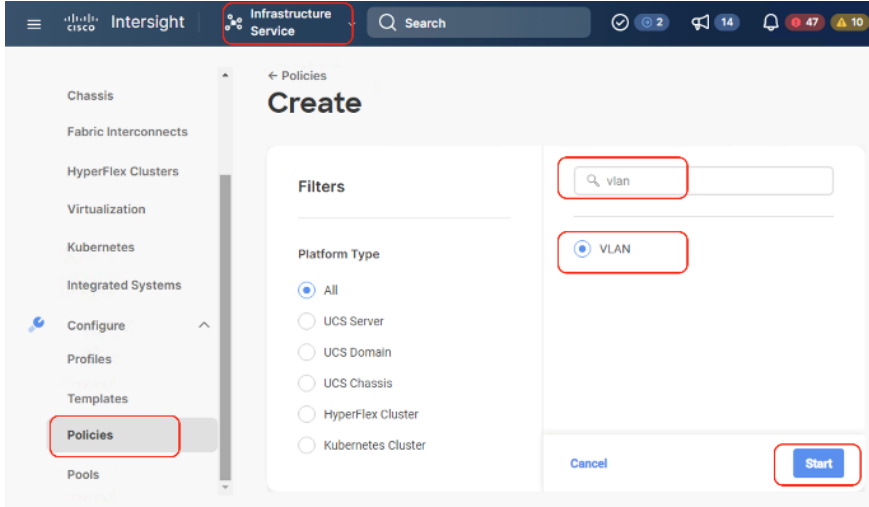 CISCO Intersight
Infrastructure
Service
Search
2
14
47
10
Chassis
Fabric Interconnects
HyperFlex Clusters
Virtualization
Kubernetes
Integrated Systems
Configure
Profiles
Templates
Policies
Pools
← Policies
Create
Filters
Platform Type
All
UCS Server
UCS Domain
UCS Chassis
HyperFlex Cluster
Kubernetes Cluster
vlan
VLAN
Cancel
Start